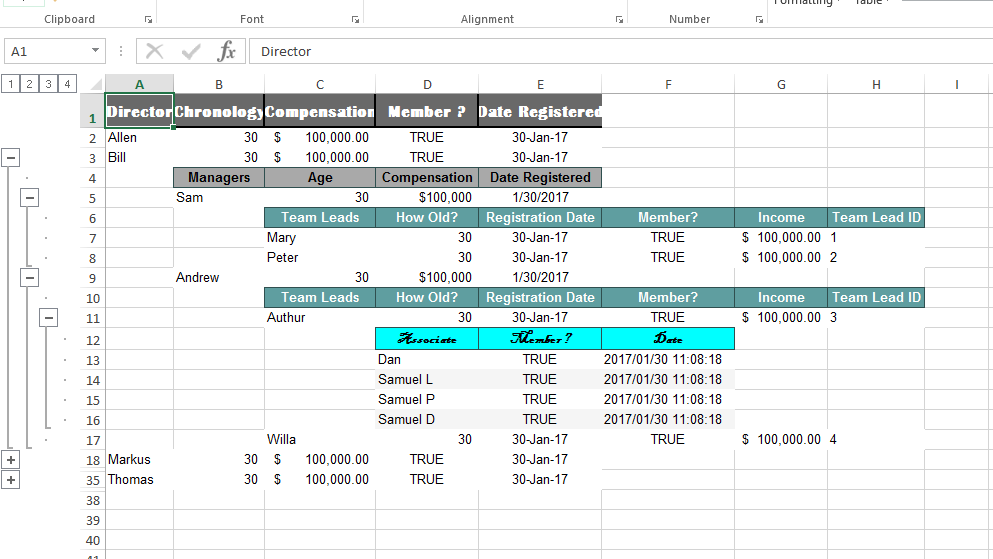 Formatting Table
Clipboard Font Alignment Number
A1 fx Director
1 2 3 4 A B C D E F G H I
1 Director Chronology Compensation Member ? Date Registered
2 Allen 30 $ 100,000.00 TRUE 30-Jan-17
3 Bill 30 $ 100,000.00 TRUE 30-Jan-17
4 Managers Age Compensation Date Registered
5 Sam 30 $100,000 1/30/2017
6 Team Leads How Old? Registration Date Member? Income Team Lead ID
7 Mary 30 30-Jan-17 TRUE $ 100,000.00 1
8 Peter 30 30-Jan-17 TRUE $ 100,000.00 2
9 Andrew 30 $100,000 1/30/2017
10 Team Leads How Old? Registration Date Member? Income Team Lead ID
11 Authur 30 30-Jan-17 TRUE $ 100,000.00 3
12 Associate Member? Date
13 Dan TRUE 2017/01/30 11:08:18
14 Samuel L TRUE 2017/01/30 11:08:18
15 Samuel P TRUE 2017/01/30 11:08:18
16 Samuel D TRUE 2017/01/30 11:08:18
17 Willa 30 30-Jan-17 TRUE $ 100,000.00 4
18 Markus 30 $ 100,000.00 TRUE 30-Jan-17
35 Thomas 30 $ 100,000.00 TRUE 30-Jan-17
38
39
40
41